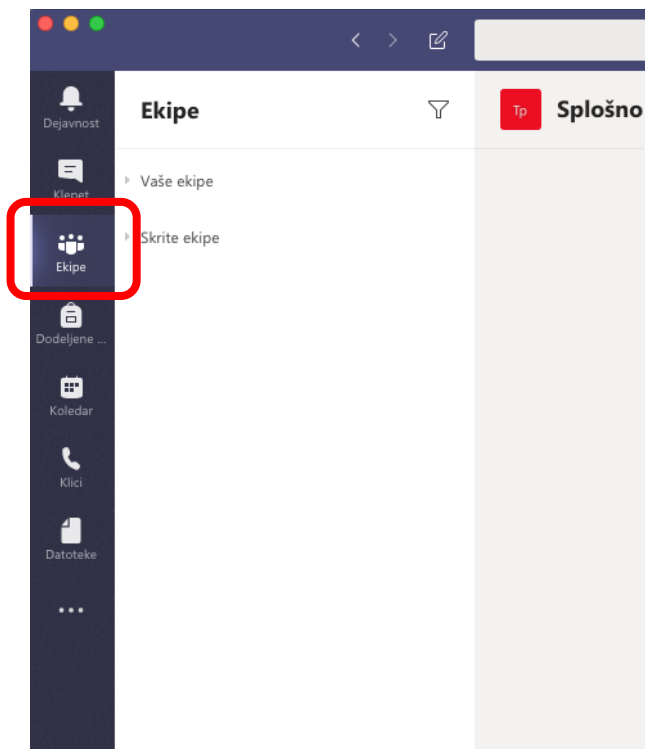 Dejavnost
Klepet
Ekipe
Dodeljene ...
Koledar
Klici
Datoteke
Ekipe
Vaše ekipe
Skrite ekipe
Tp
Splošno